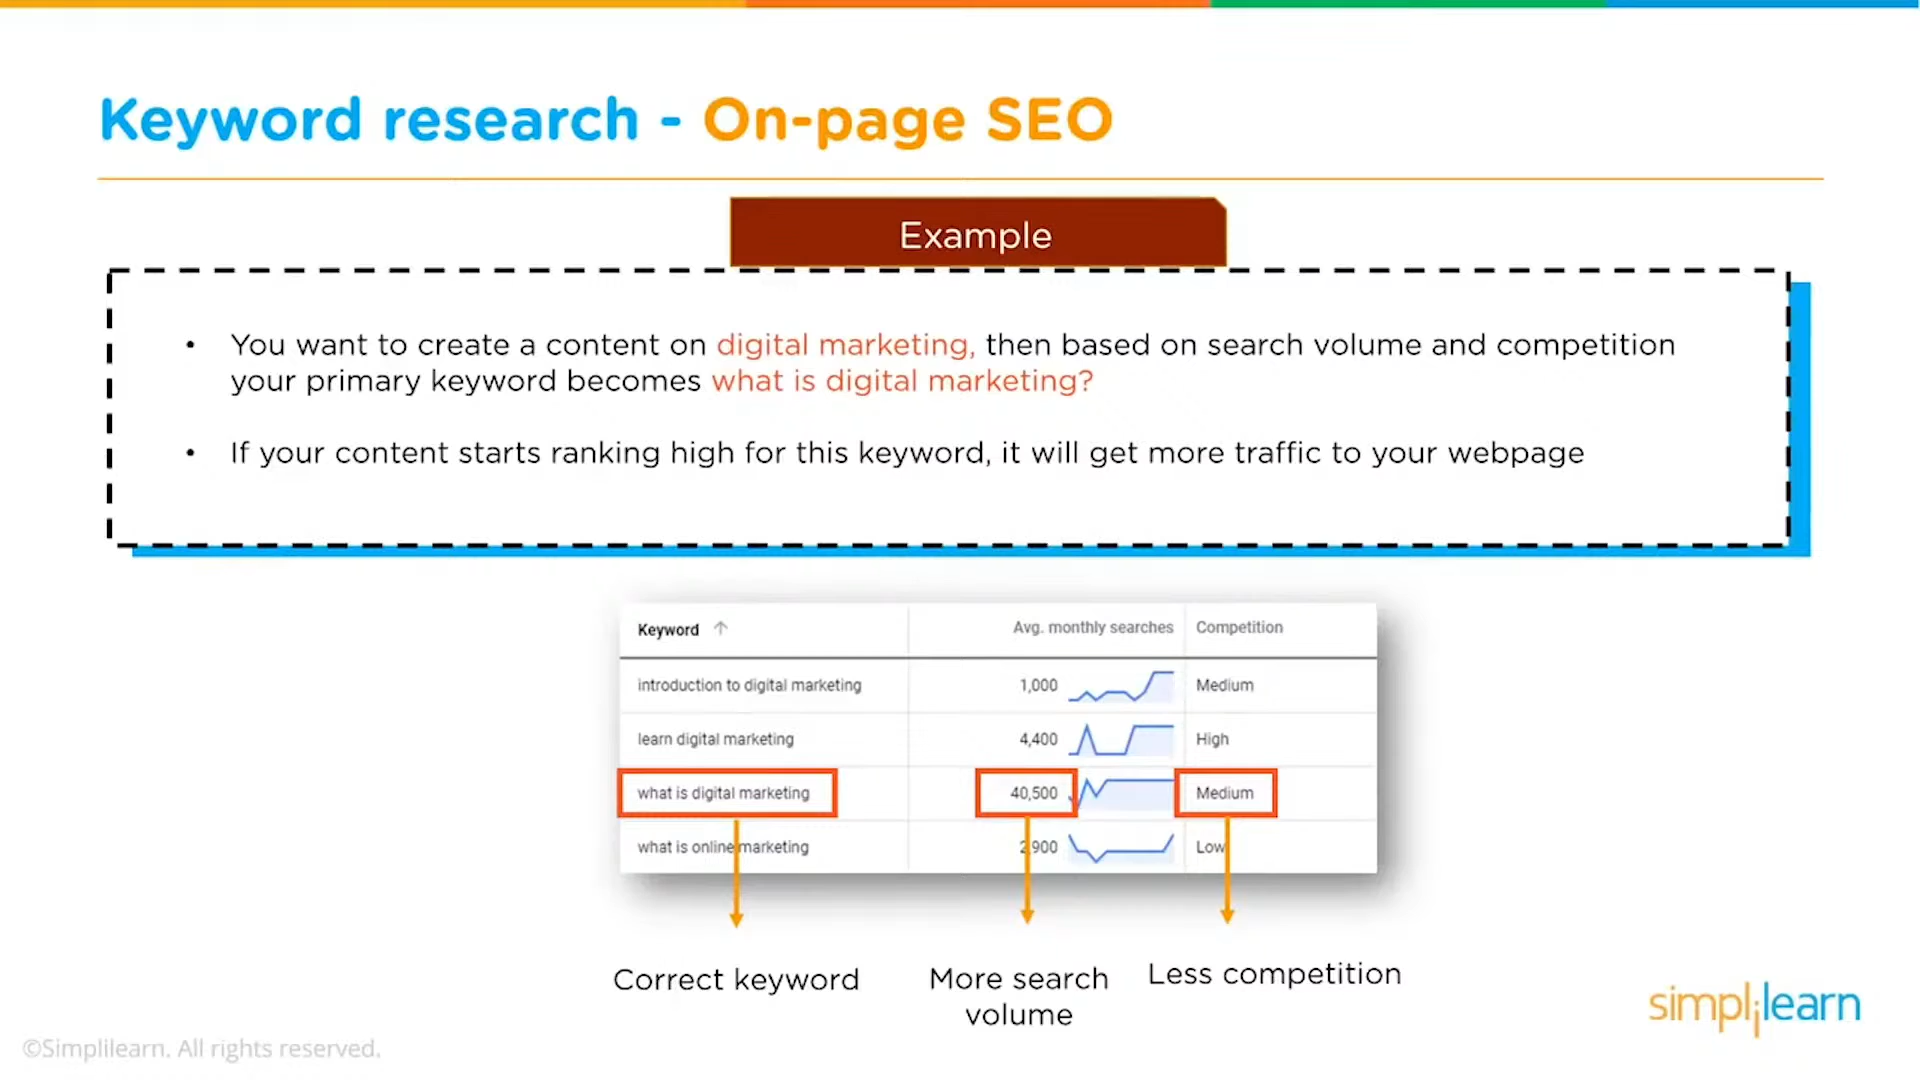 Keyword research - On-page SEO
Example
• You want to create a content on digital marketing, then based on search volume and competition
your primary keyword becomes what is digital marketing?
• If your content starts ranking high for this keyword, it will get more traffic to your webpage
Keyword ↑ Avg. monthly searches Competition
introduction to digital marketing 1,000 Medium
learn digital marketing 4,400 High
what is digital marketing 40,500 Medium
what is online marketing 2,900 Low
Correct keyword
More search
volume
Less competition
simplilearn
©Simplilearn. All rights reserved.